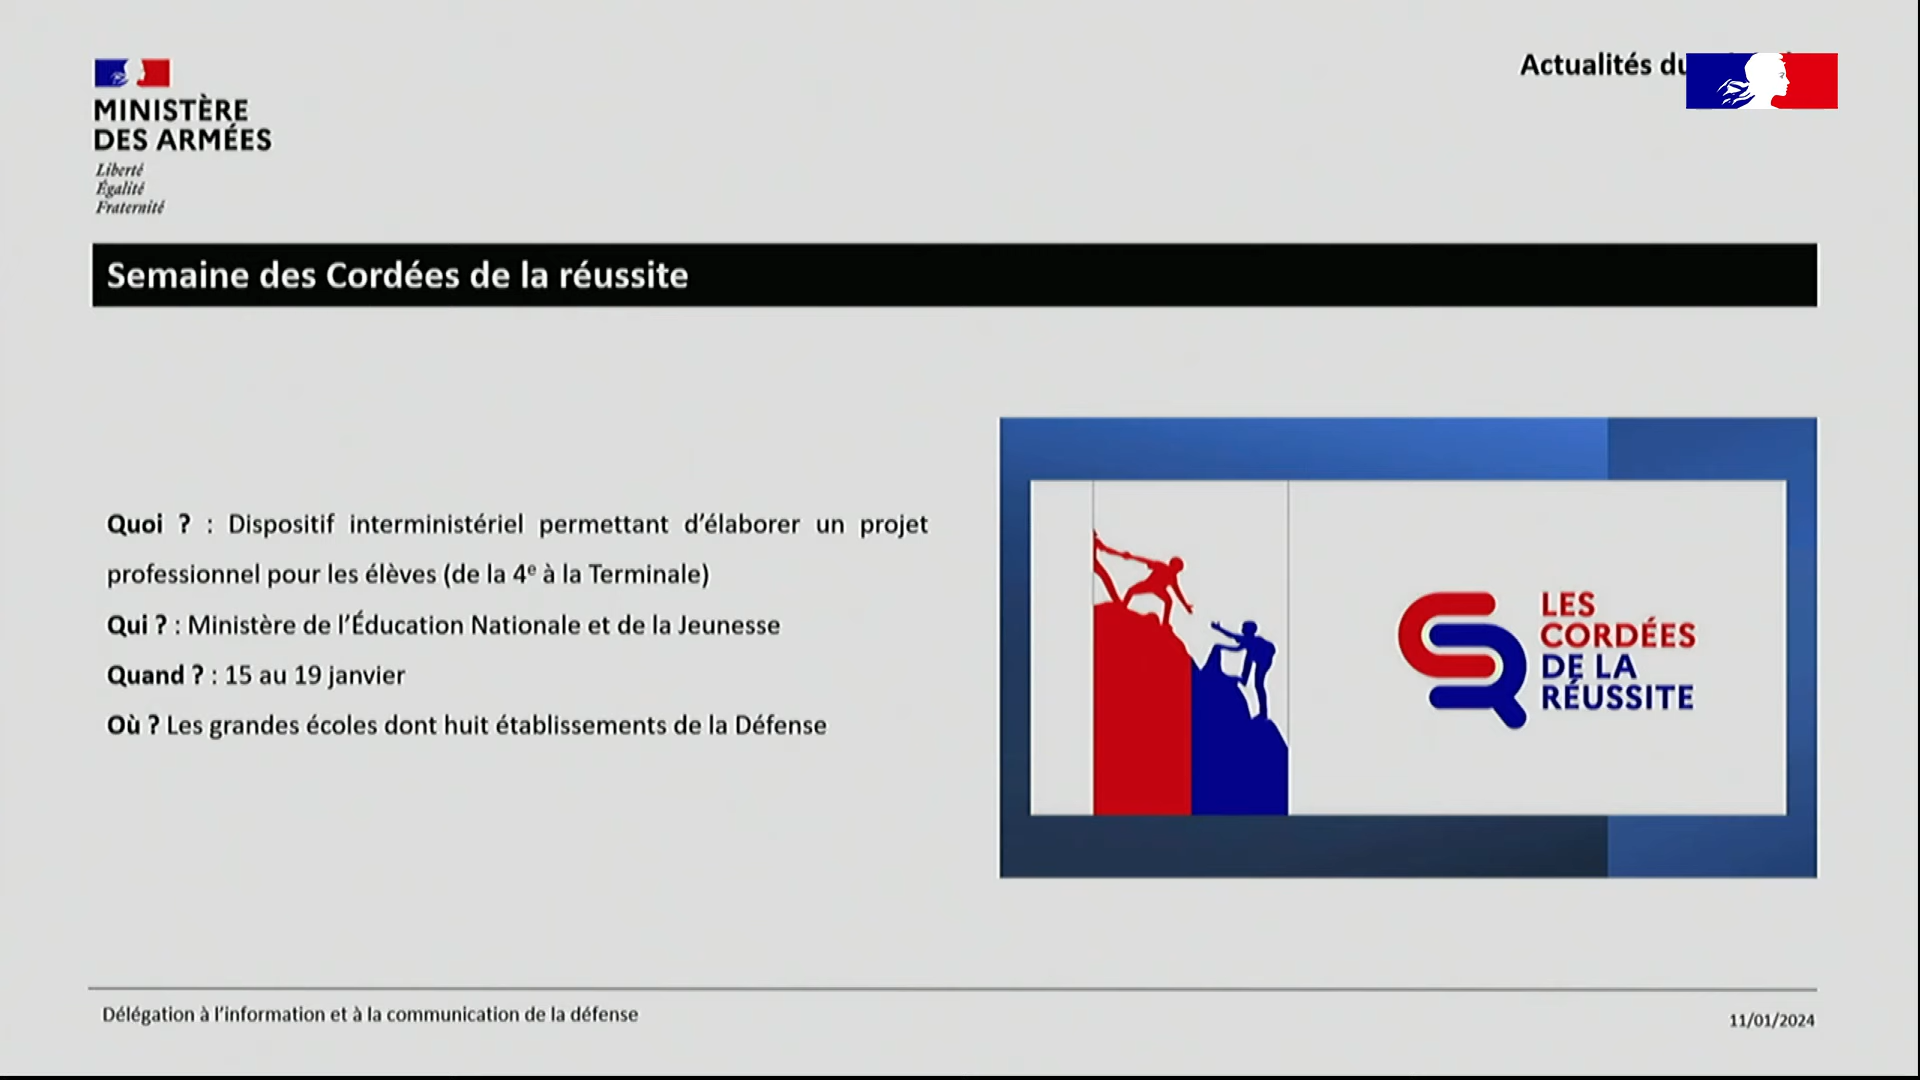 MINISTÈRE
DES ARMÉES
Liberté
Égalité
Fraternité
Actualités du
Semaine des Cordées de la réussite
Quoi ? : Dispositif interministériel permettant d’élaborer un projet
professionnel pour les élèves (de la 4e à la Terminale)
Qui ? : Ministère de l’Éducation Nationale et de la Jeunesse
Quand ? : 15 au 19 janvier
Où ? Les grandes écoles dont huit établissements de la Défense
LES
CORDÉES
DE LA
RÉUSSITE
Délégation à l’information et à la communication de la défense
11/01/2024